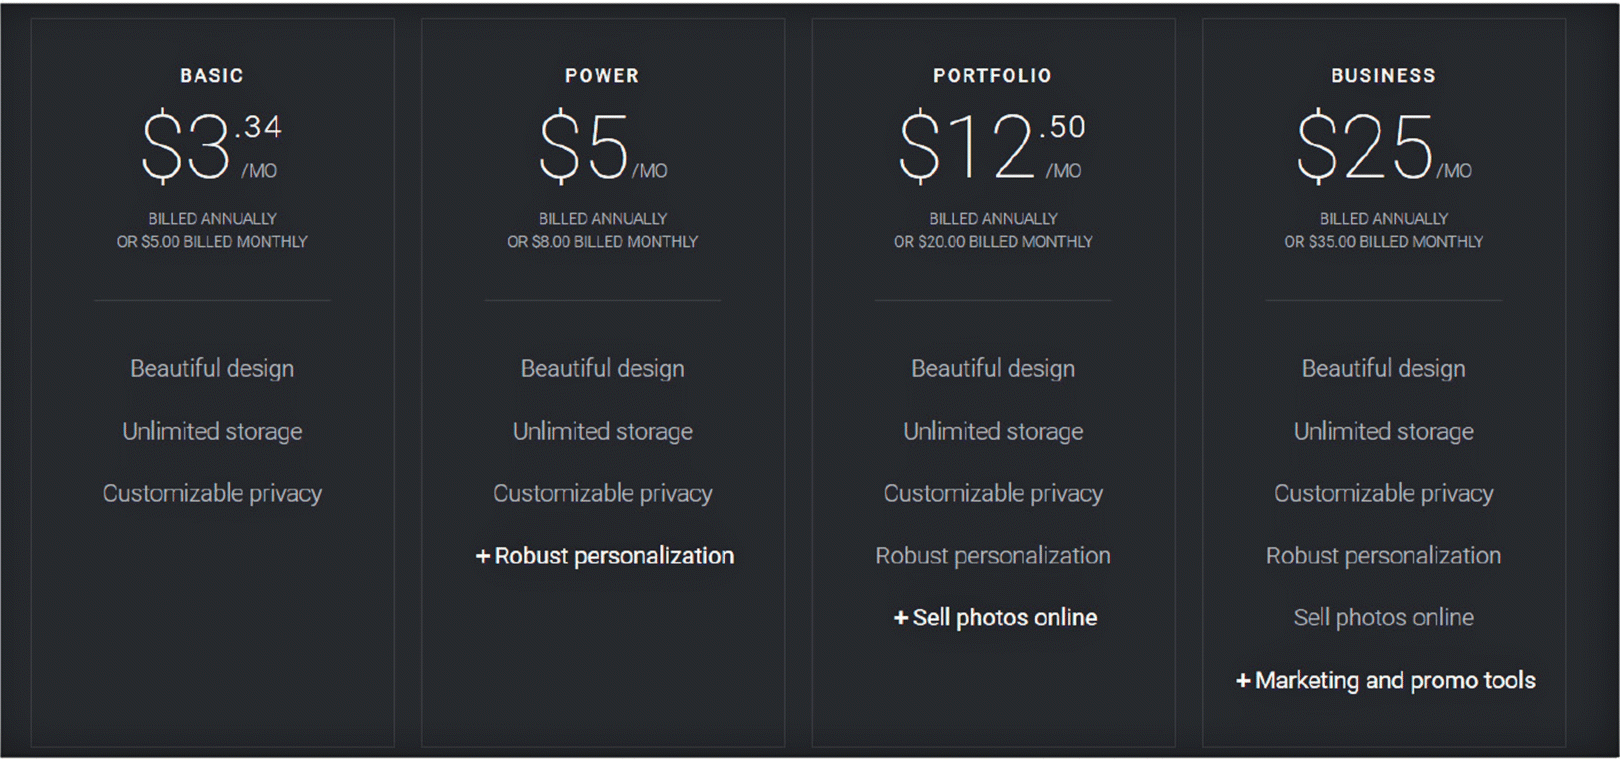 BASIC
$3.34 /MO
BILLED ANNUALLY
OR $5.00 BILLED MONTHLY
Beautiful design
Unlimited storage
Customizable privacy
POWER
$5/MO
BILLED ANNUALLY
OR $8.00 BILLED MONTHLY
Beautiful design
Unlimited storage
Customizable privacy
+ Robust personalization
PORTFOLIO
$12.50 /MO
BILLED ANNUALLY
OR $20.00 BILLED MONTHLY
Beautiful design
Unlimited storage
Customizable privacy
Robust personalization
+ Sell photos online
BUSINESS
$25/MO
BILLED ANNUALLY
OR $35.00 BILLED MONTHLY
Beautiful design
Unlimited storage
Customizable privacy
Robust personalization
Sell photos online
+ Marketing and promo tools